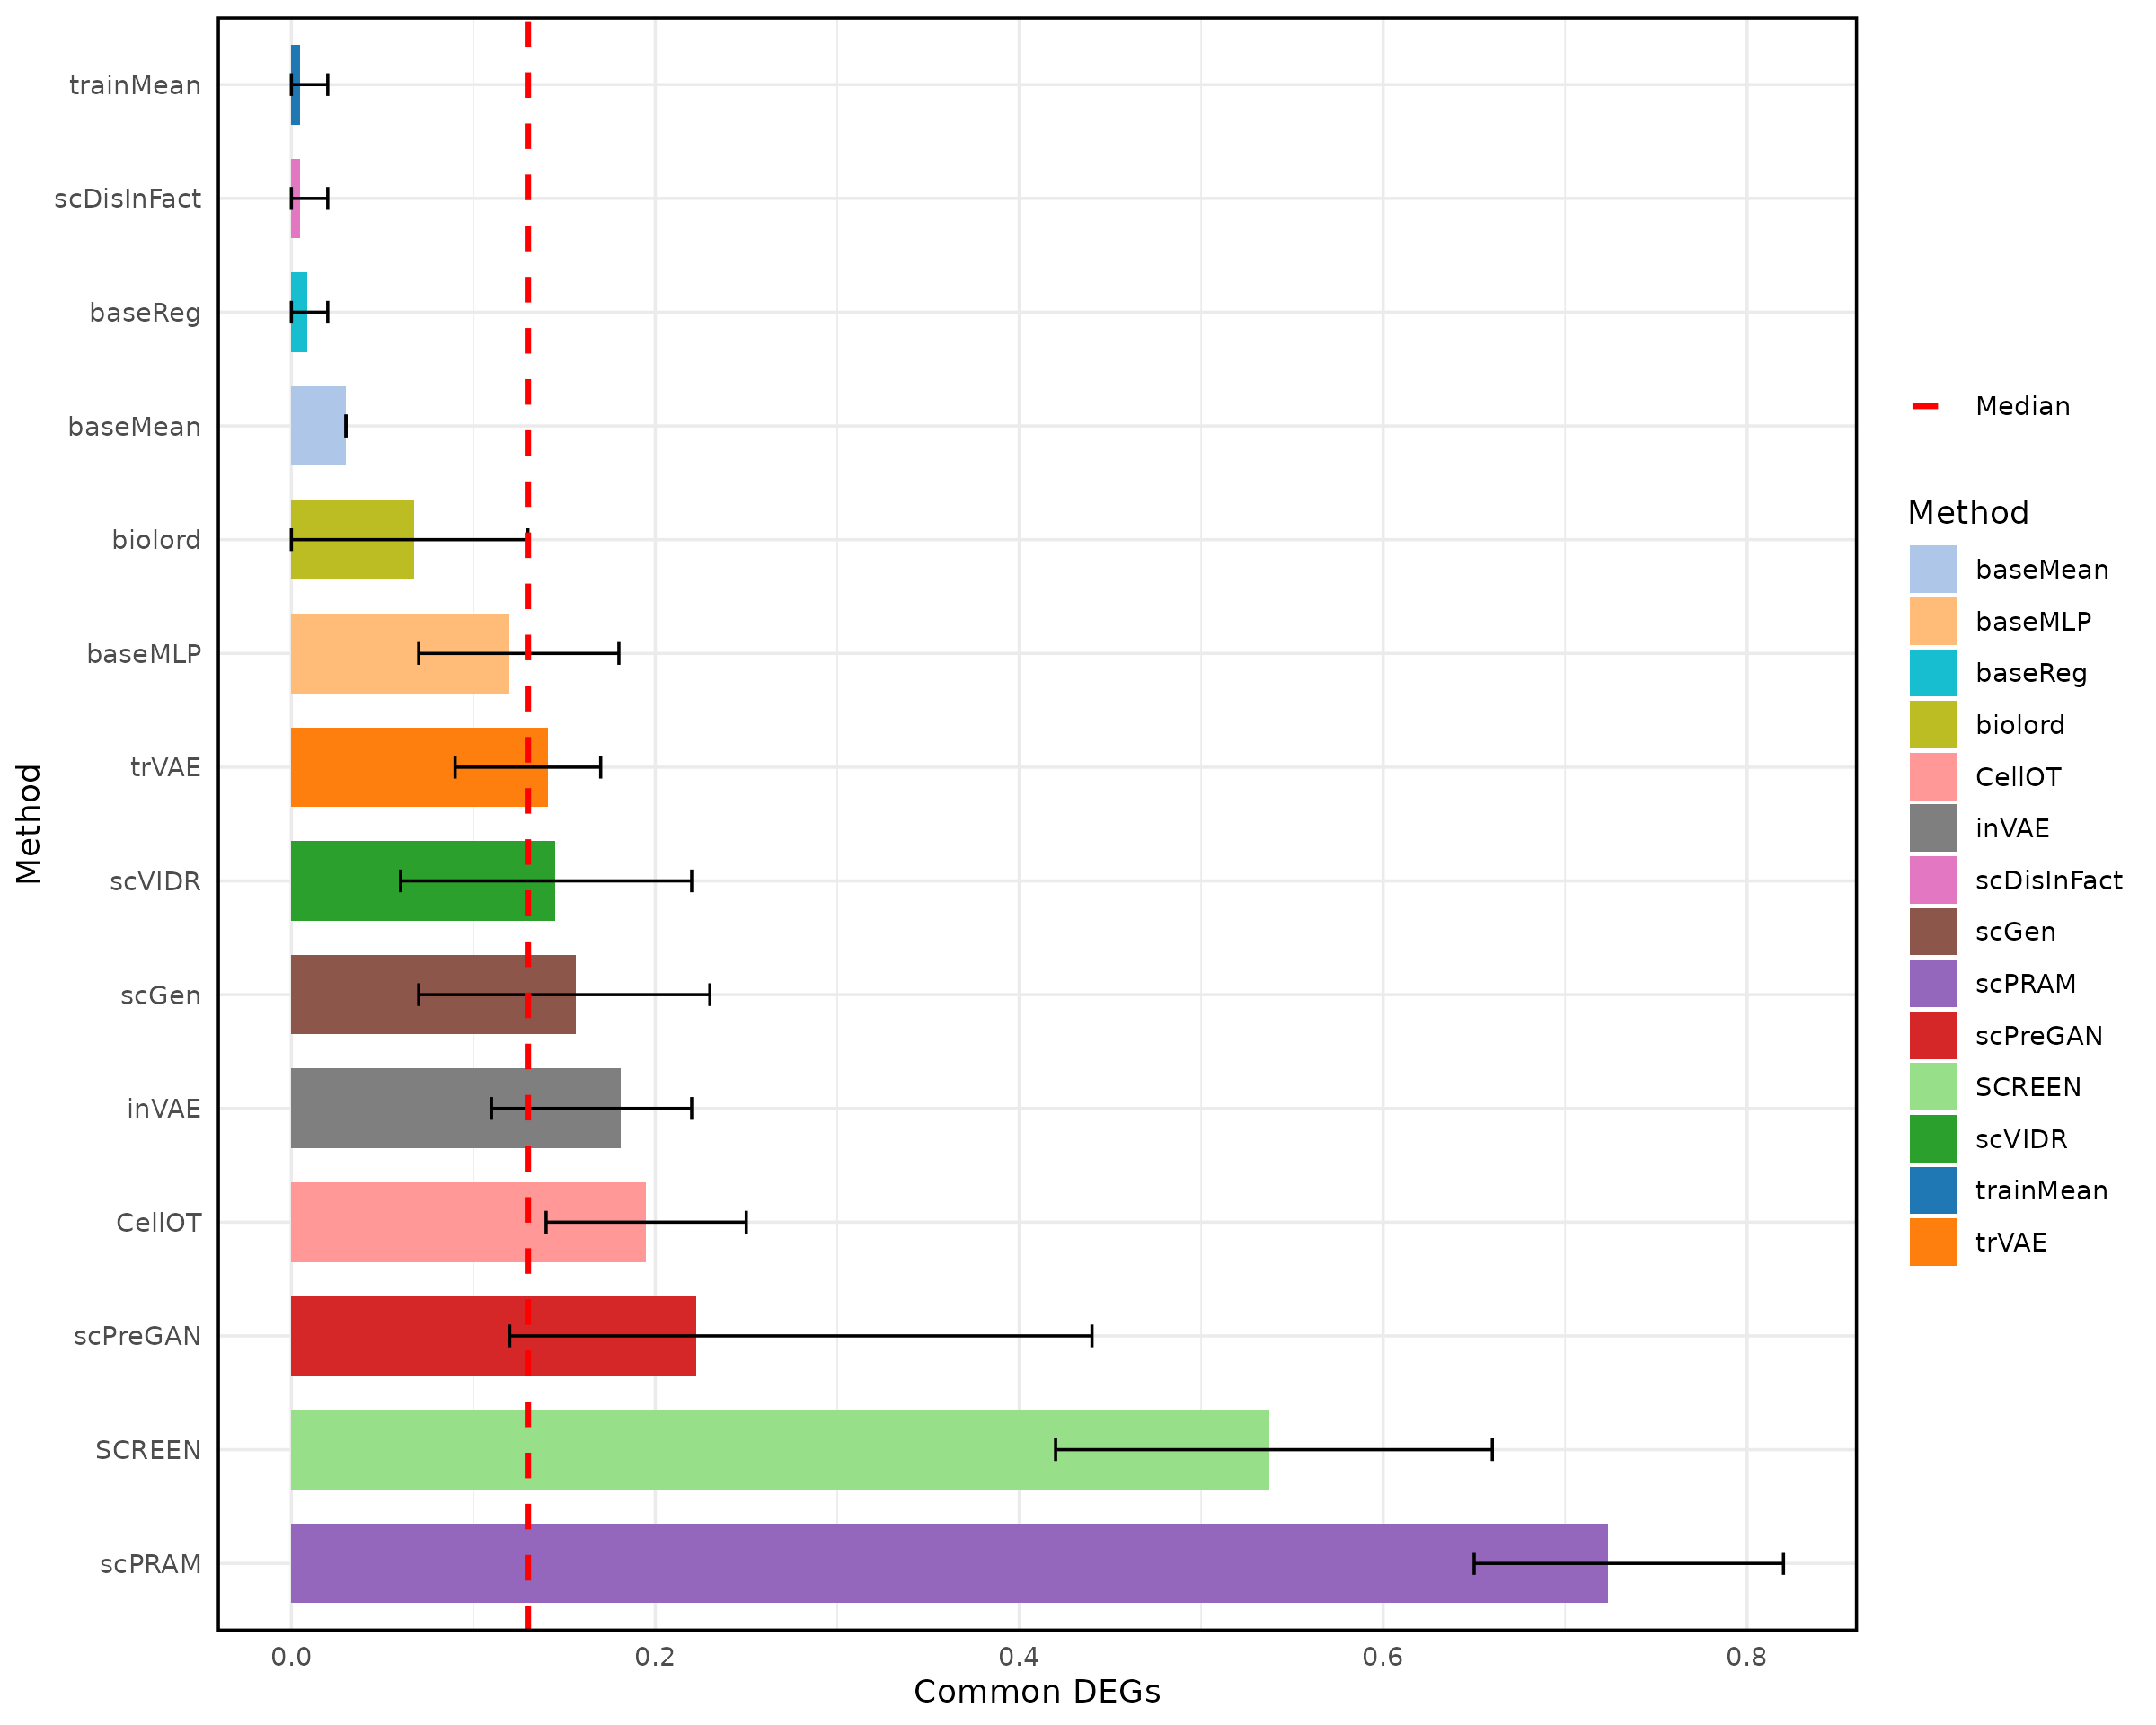 Method
trainMean
scDisInFact
baseReg
baseMean
biolord
baseMLP
trVAE
scVIDR
scGen
inVAE
CellOT
scPreGAN
SCREEN
scPRAM
0.0 0.2 0.4 0.6 0.8
Common DEGs
Median
Method
baseMean
baseMLP
baseReg
biolord
CellOT
inVAE
scDisInFact
scGen
scPRAM
scPreGAN
SCREEN
scVIDR
trainMean
trVAE